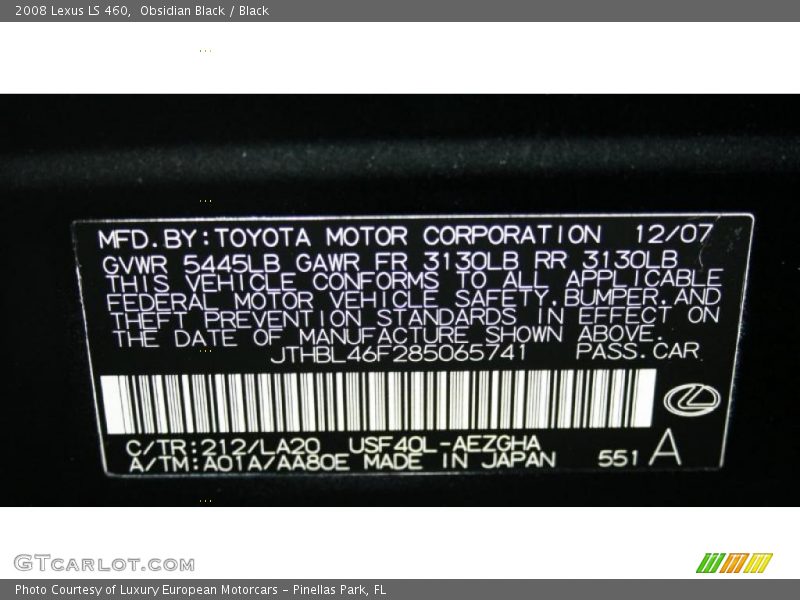 2008 Lexus LS 460,  Obsidian Black / Black
MFD.BY:TOYOTA MOTOR CORPORATION 12/07
GVWR 5445LB GAWR FR 3130LB RR 3130LB
THIS VEHICLE CONFORMS TO ALL APPLICABLE
FEDERAL MOTOR VEHICLE SAFETY,BUMPER,AND
THEFT PREVENTION STANDARDS IN EFFECT ON
THE DATE OF MANUFACTURE SHOWN ABOVE.
JTHBL46F285065741 PASS.CAR
C/TR:212/LA20 USF40L-AEZGHA
A/TM:A01A/AA80E MADE IN JAPAN 551 A
GTCARLOT.COM
Photo Courtesy of Luxury European Motorcars – Pinellas Park, FL